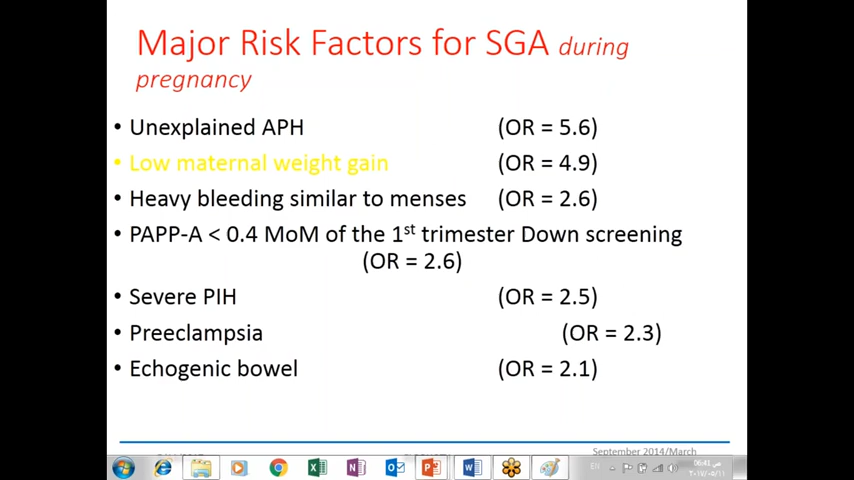 Major Risk Factors for SGA during
pregnancy
• Unexplained APH (OR = 5.6)
• Low maternal weight gain (OR = 4.9)
• Heavy bleeding similar to menses (OR = 2.6)
• PAPP-A < 0.4 MoM of the 1st trimester Down screening
(OR = 2.6)
• Severe PIH (OR = 2.5)
• Preeclampsia (OR = 2.3)
• Echogenic bowel (OR = 2.1)
September 2014/March
EN
06:41 ص